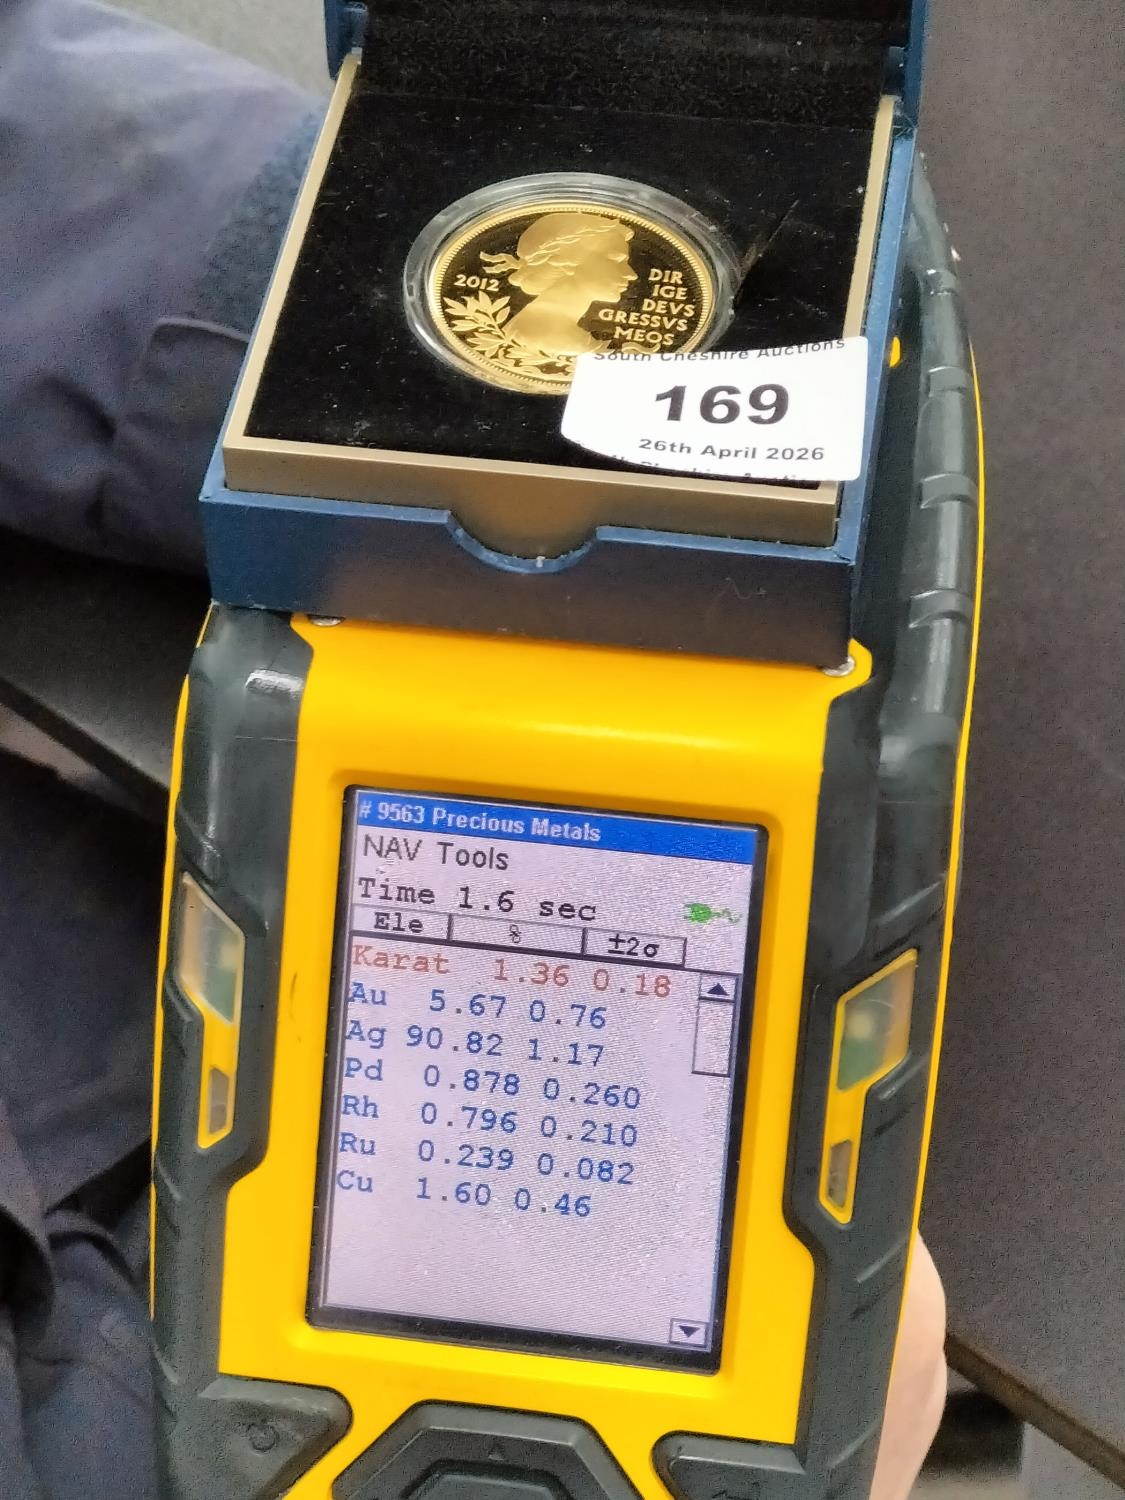 2012
DIR
IGE
DEVS
GRESSVS
MEOS
South Cheshire Auctions
169
26th April 2026
# 9563 Precious Metals
NAV Tools
Time 1.6 sec
Ele % ±2σ
Karat 1.36 0.18
Au 5.67 0.76
Ag 90.82 1.17
Pd 0.878 0.260
Rh 0.796 0.210
Ru 0.239 0.082
Cu 1.60 0.46